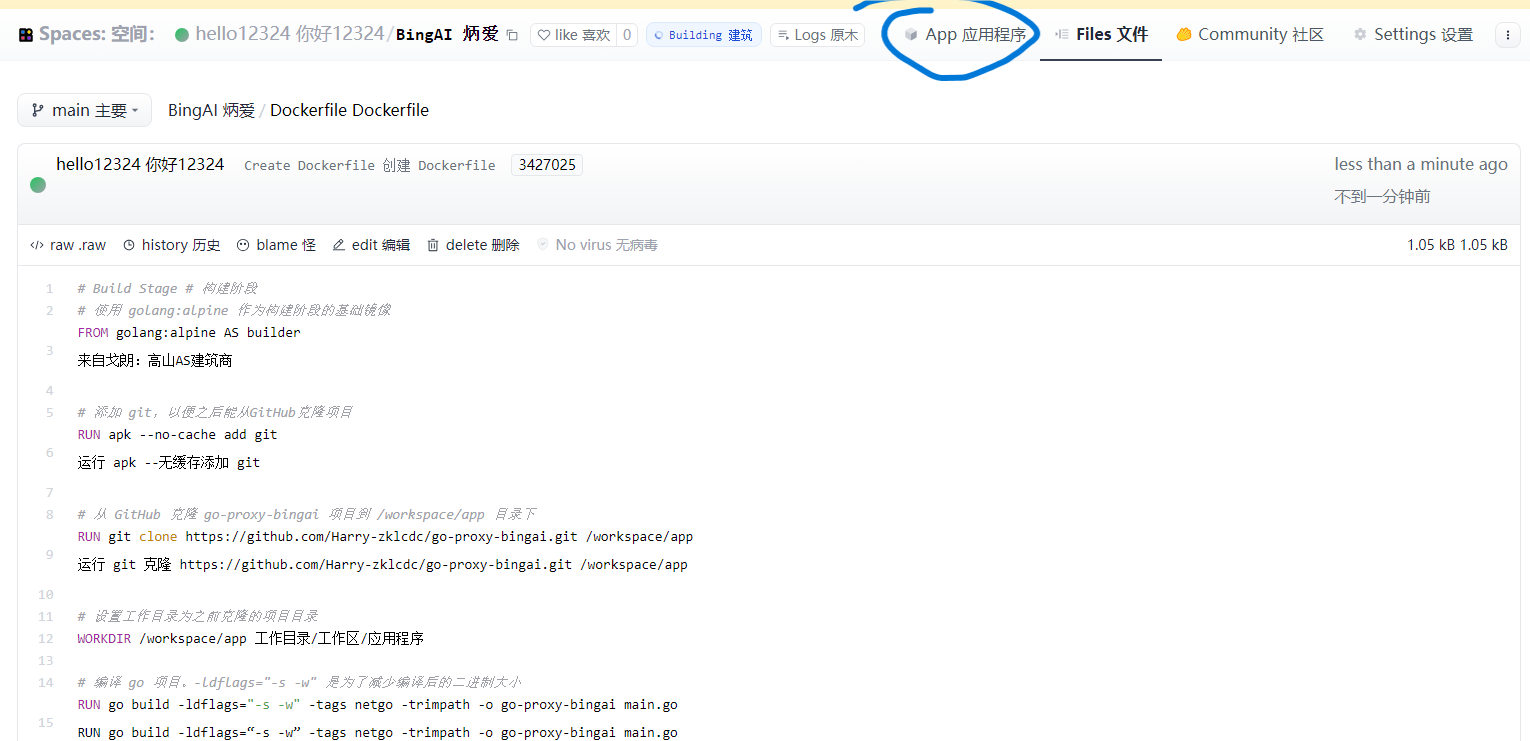 Spaces: 空间： hello12324 你好12324/BingAI 炳爱 like 喜欢 0 Building 建筑 Logs 原木 App 应用程序 Files 文件 Community 社区 Settings 设置
main 主要 BingAI 炳爱 / Dockerfile Dockerfile
hello12324 你好12324 Create Dockerfile 创建 Dockerfile 3427025 less than a minute ago
不到一分钟前
raw .raw history 历史 blame 怪 edit 编辑 delete 删除 No virus 无病毒 1.05 kB 1.05 kB
1 # Build Stage # 构建阶段
2 # 使用 golang:alpine 作为构建阶段的基础镜像
FROM golang:alpine AS builder
3
来自戈朗：高山AS建筑商
4
5 # 添加 git，以便之后能从GitHub克隆项目
RUN apk --no-cache add git
6
运行 apk --无缓存添加 git
7
8 # 从 GitHub 克隆 go-proxy-bingai 项目到 /workspace/app 目录下
RUN git clone https://github.com/Harry-zklcdc/go-proxy-bingai.git /workspace/app
9
运行 git 克隆 https://github.com/Harry-zklcdc/go-proxy-bingai.git /workspace/app
10
11 # 设置工作目录为之前克隆的项目目录
12 WORKDIR /workspace/app 工作目录/工作区/应用程序
13
14 # 编译 go 项目。-ldflags="-s -w" 是为了减少编译后的二进制大小
RUN go build -ldflags="-s -w" -tags netgo -trimpath -o go-proxy-bingai main.go
15
RUN go build -ldflags=“-s -w” -tags netgo -trimpath -o go-proxy-bingai main.go